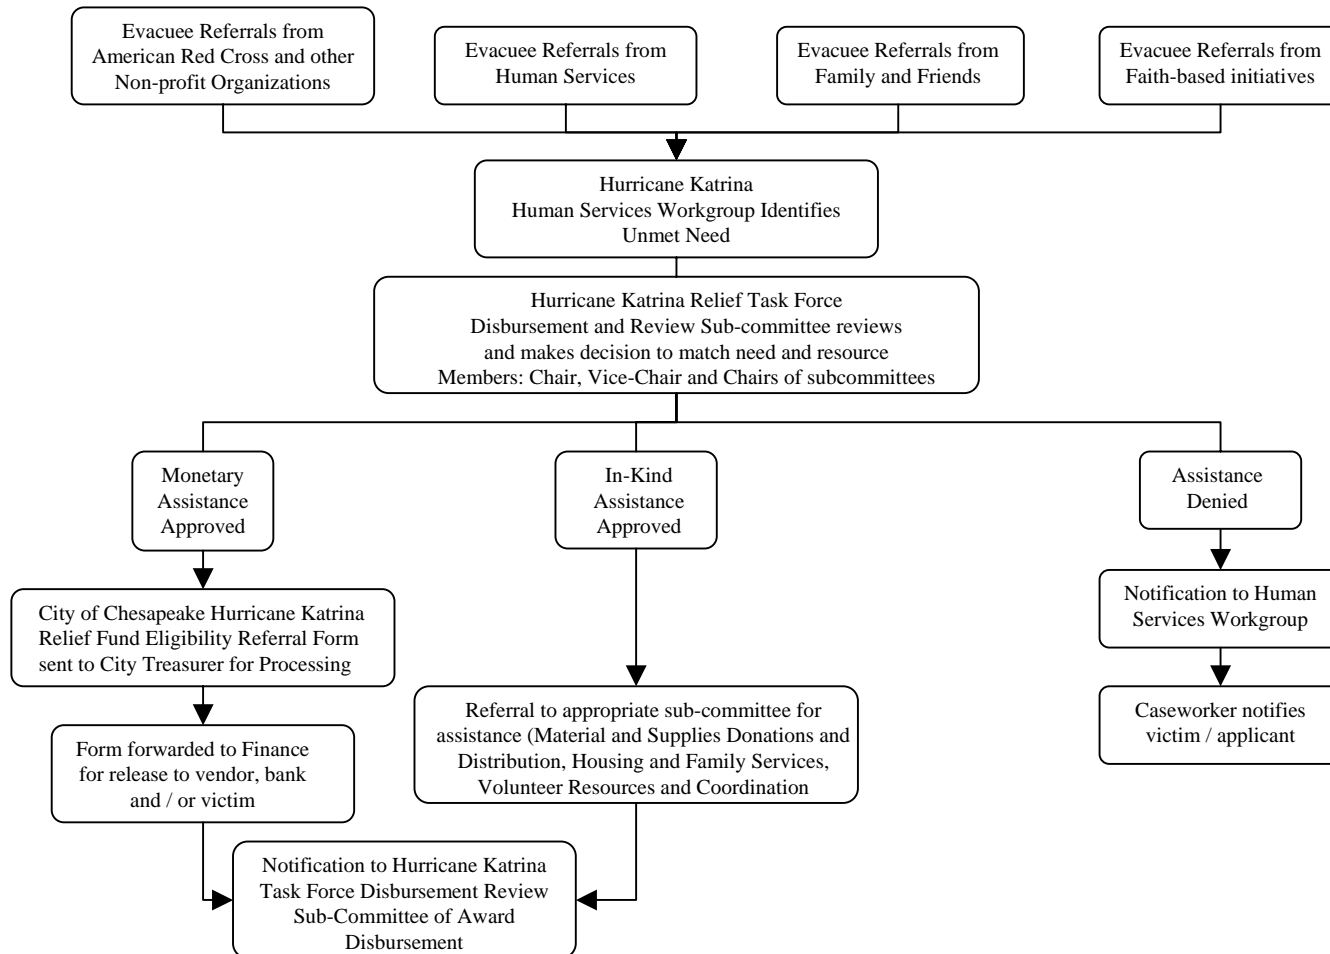 Evacuee Referrals from
American Red Cross and other
Non-profit Organizations
Evacuee Referrals from
Human Services
Evacuee Referrals from
Family and Friends
Evacuee Referrals from
Faith-based initiatives
Hurricane Katrina
Human Services Workgroup Identifies
Unmet Need
Hurricane Katrina Relief Task Force
Disbursement and Review Sub-committee reviews
and makes decision to match need and resource
Members: Chair, Vice-Chair and Chairs of subcommittees
Monetary
Assistance
Approved
In-Kind
Assistance
Approved
Assistance
Denied
City of Chesapeake Hurricane Katrina
Relief Fund Eligibility Referral Form
sent to City Treasurer for Processing
Notification to Human
Services Workgroup
Form forwarded to Finance
for release to vendor, bank
and / or victim
Referral to appropriate sub-committee for
assistance (Material and Supplies Donations and
Distribution, Housing and Family Services,
Volunteer Resources and Coordination
Caseworker notifies
victim / applicant
Notification to Hurricane Katrina
Task Force Disbursement Review
Sub-Committee of Award
Disbursement